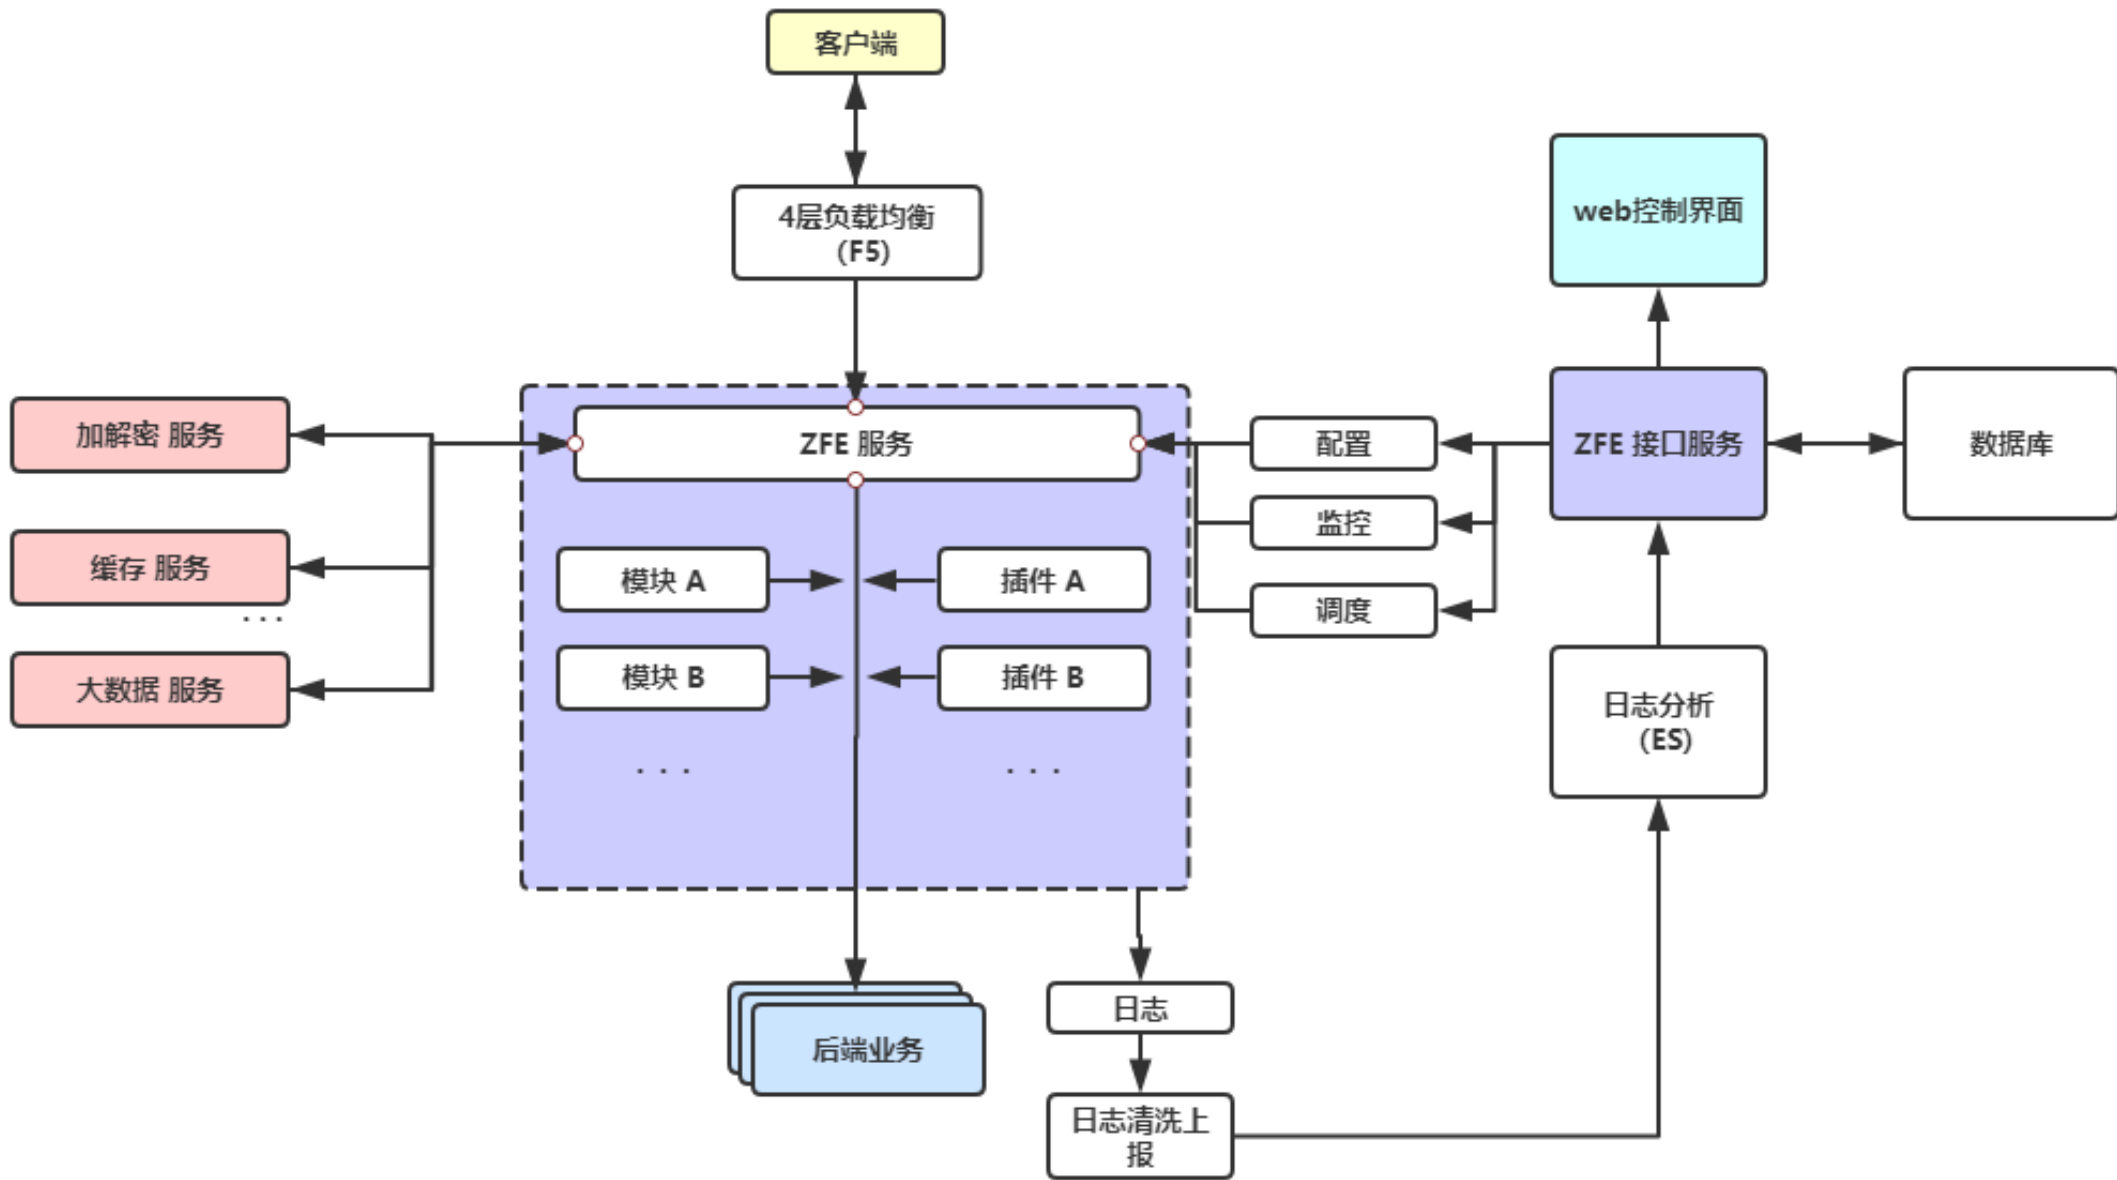 客户端
4层负载均衡
(F5)
web控制界面
加解密 服务
ZFE 服务
配置
ZFE 接口服务
数据库
监控
缓存 服务
. . .
模块 A
插件 A
调度
大数据 服务
模块 B
插件 B
日志分析
(ES)
. . .
. . .
日志
后端业务
日志清洗上
报